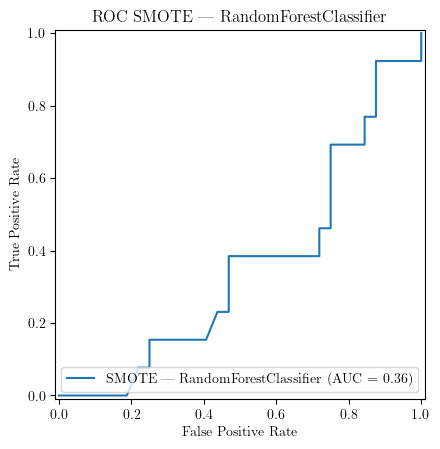 ROC SMOTE — RandomForestClassifier
1.0
0.8
0.6
0.4
0.2
0.0
True Positive Rate
SMOTE — RandomForestClassifier (AUC = 0.36)
0.0 0.2 0.4 0.6 0.8 1.0
False Positive Rate